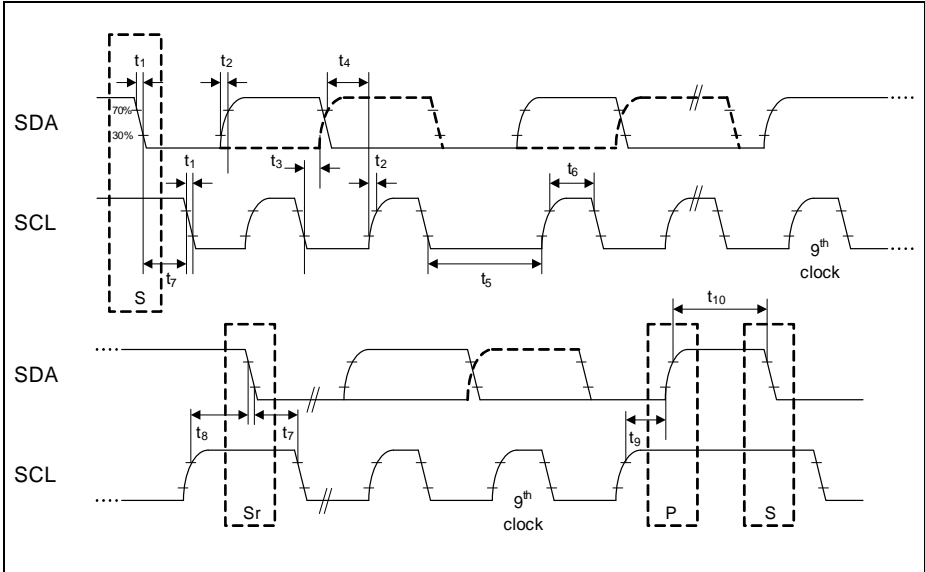 t1 t2 t4
SDA
70%
30%
t1 t3 t2 t6
SCL
t7 t5
9th
clock
S
t10
SDA
t8 t7 t9
SCL
Sr
9th
clock
P
S